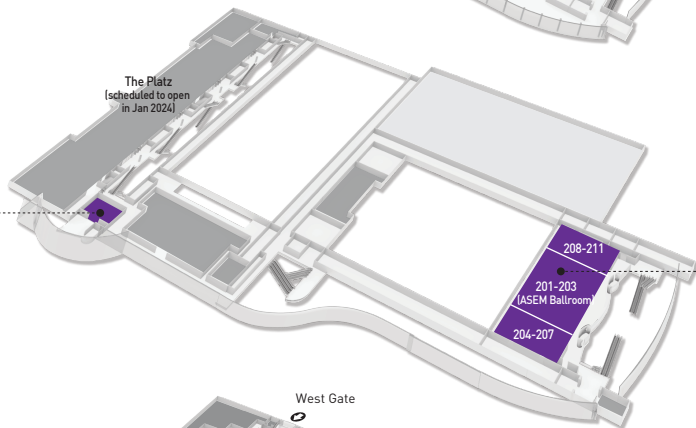 The Platz
(scheduled to open
in Jan 2024)
208-211
201-203
(ASEM Ballroom)
204-207
West Gate